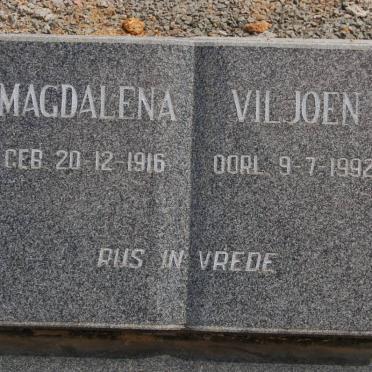 MAGDALENA VILJOEN
GEB 20-12-1916 OORL 9-7-1992
RUS IN VREDE